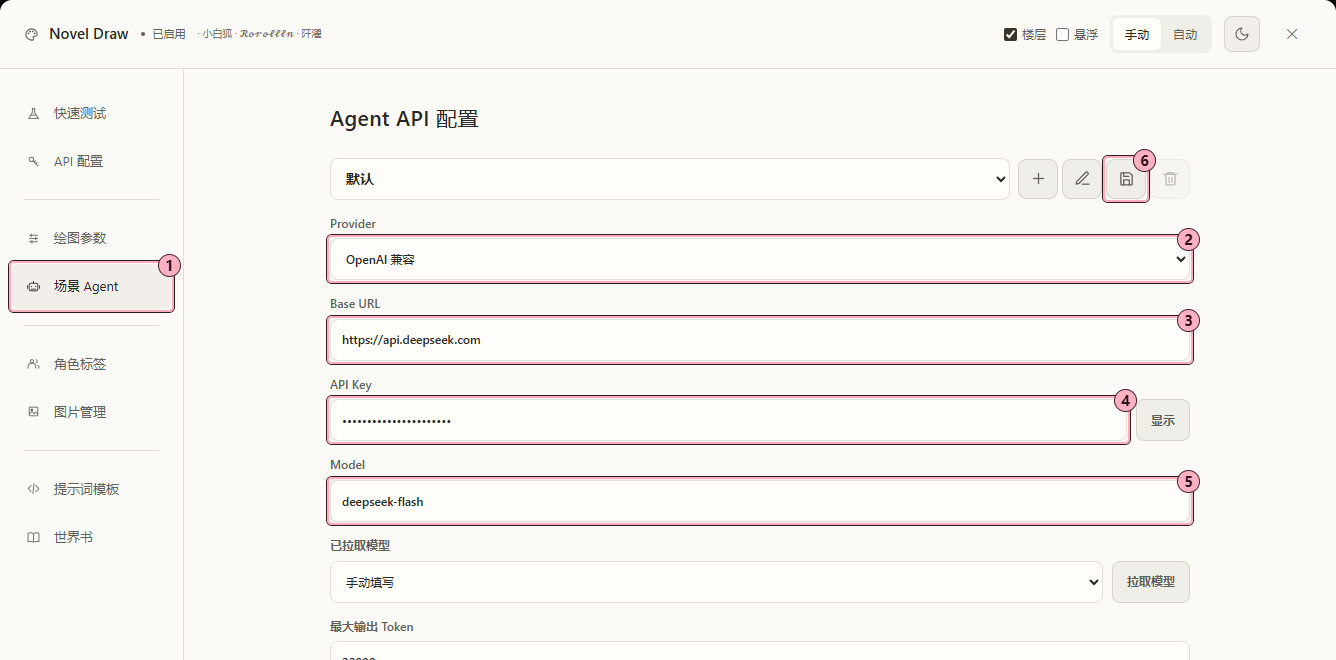 Novel Draw • 已启用 · 小白狐 · 𝓡𝓸𝓻𝓸𝓵𝓵𝓵𝓷 · 阡濯
楼层 悬浮 手动 自动
快速测试
API 配置
绘图参数
场景 Agent
1
角色标签
图片管理
提示词模板
世界书
Agent API 配置
默认
6
Provider
OpenAI 兼容
2
Base URL
https://api.deepseek.com
3
API Key
••••••••••••••••••••••
4
显示
Model
deepseek-flash
5
已拉取模型
手动填写
拉取模型
最大输出 Token